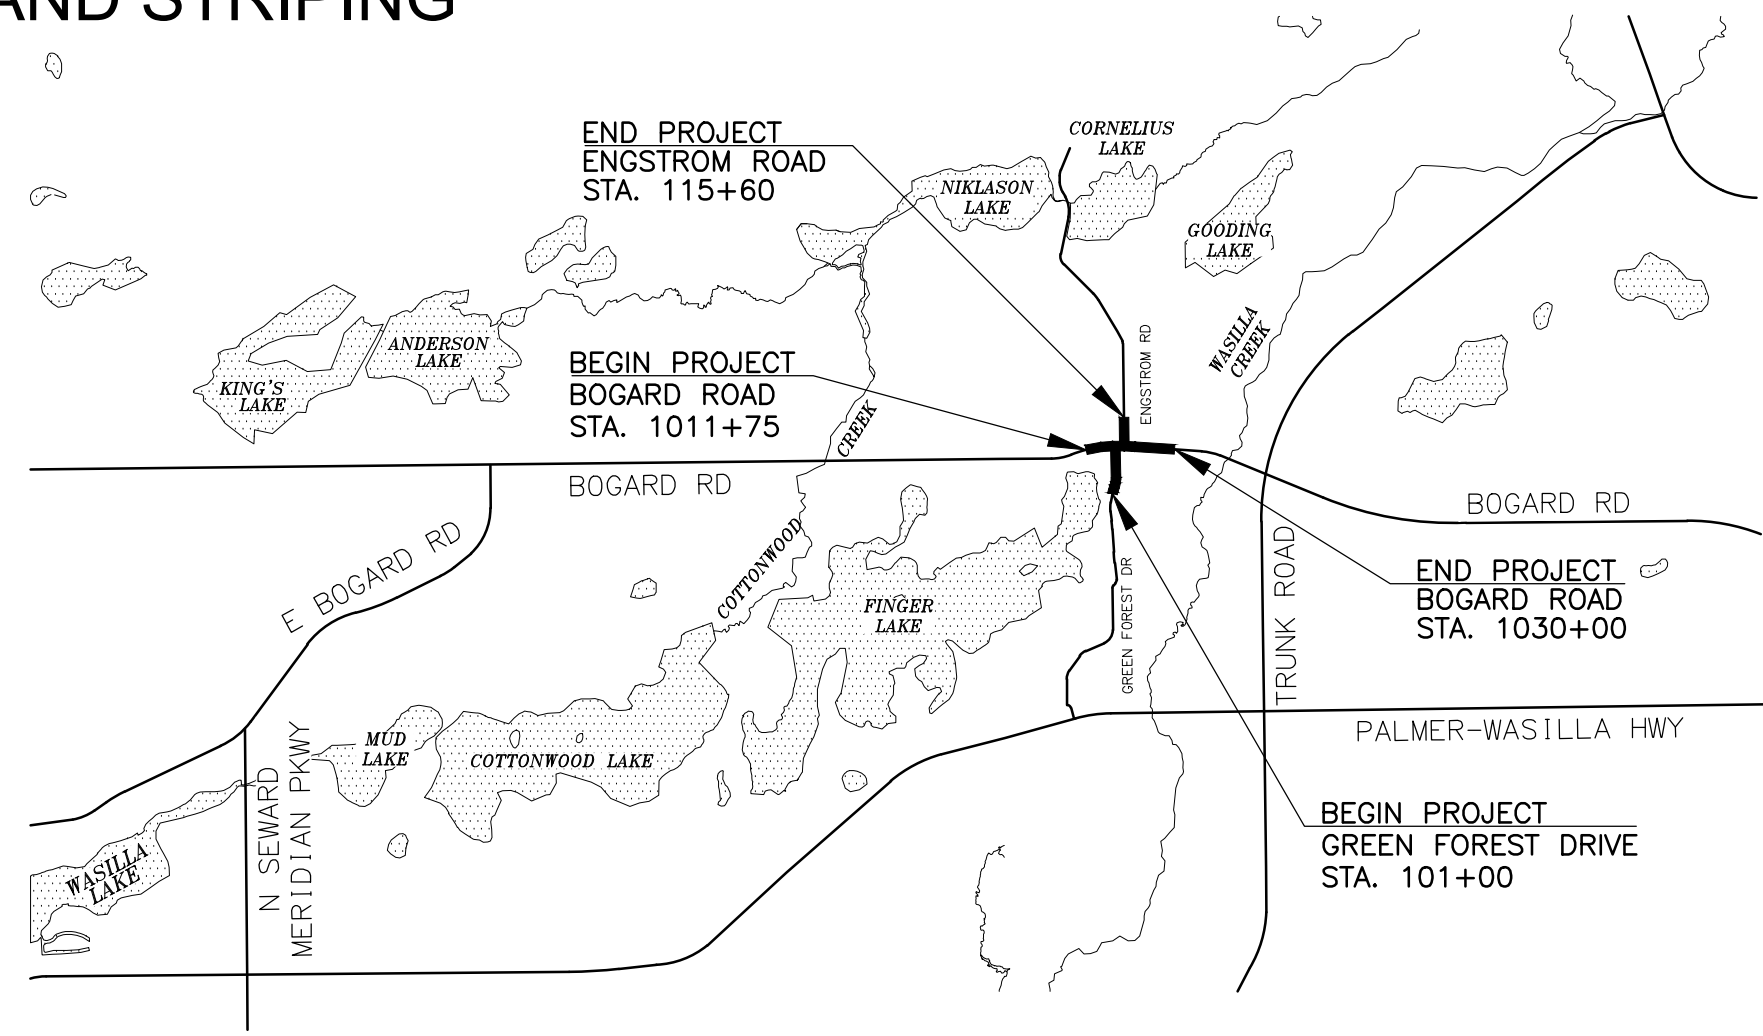 AND STRIPING
END PROJECT
ENGSTROM ROAD
STA. 115+60
CORNELIUS
LAKE
NIKLASON
LAKE
GOODING
LAKE
WASILLA
CREEK
ENGSTROM RD
ANDERSON
LAKE
KING'S
LAKE
BEGIN PROJECT
BOGARD ROAD
STA. 1011+75
CREEK
BOGARD RD
BOGARD RD
E BOGARD RD
COTTONWOOD
FINGER
LAKE
GREEN FOREST DR
TRUNK ROAD
END PROJECT
BOGARD ROAD
STA. 1030+00
PALMER-WASILLA HWY
MUD
LAKE
COTTONWOOD LAKE
N SEWARD
MERIDIAN PKWY
WASILLA
LAKE
BEGIN PROJECT
GREEN FOREST DRIVE
STA. 101+00